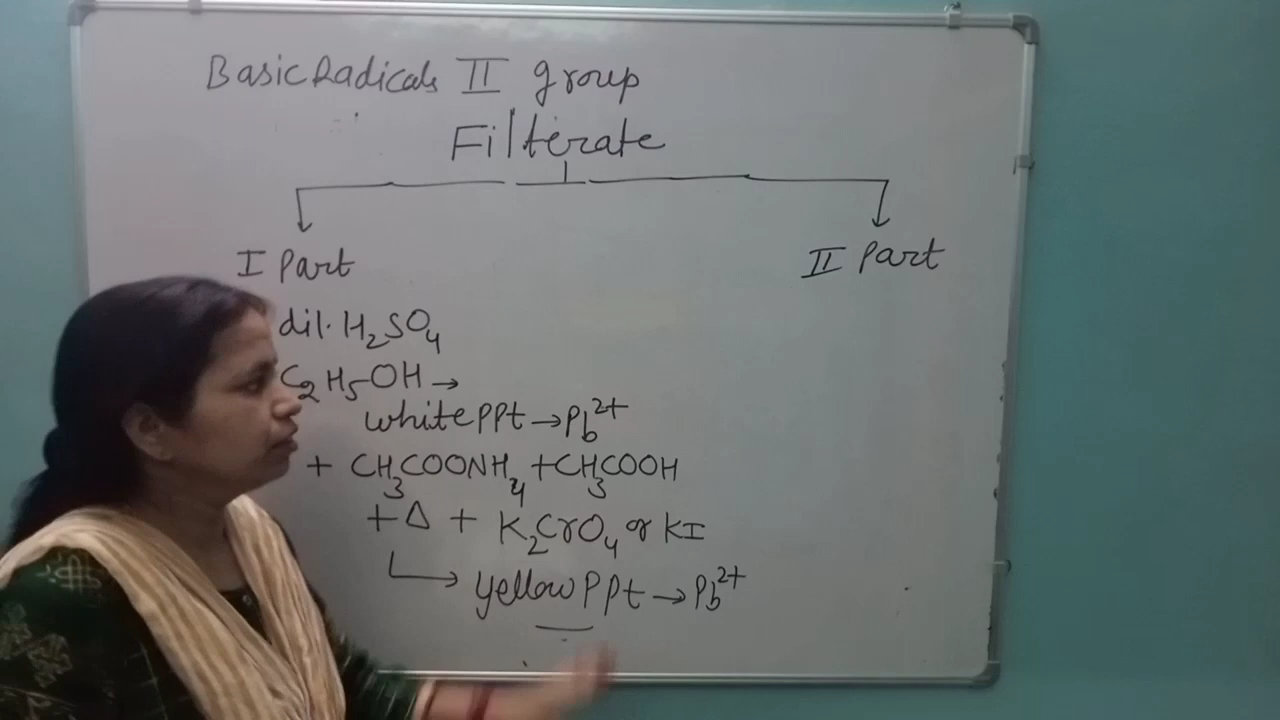 Basic Radicals II group
Filterate
I Part
II Part
dil. H₂SO₄
C₂H₅OH →
white PPt → Pb²⁺
+ CH₃COONH₄ + CH₃COOH
+ Δ + K₂CrO₄ or KI
yellow PPt → Pb²⁺